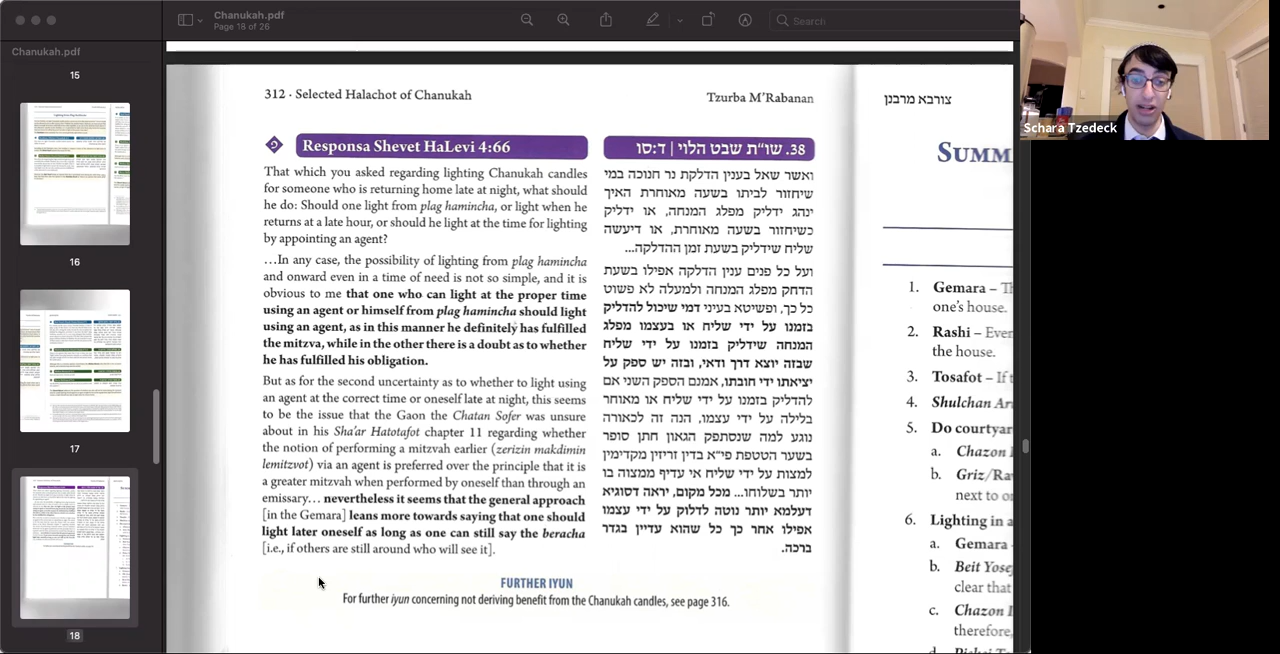 Chanukah.pdf
Page 18 of 26
Search
Chanukah.pdf
15
16
17
18
312 · Selected Halachot of Chanukah
Tzurba M'Rabanan
Responsa Shevet HaLevi 4:66
That which you asked regarding lighting Chanukah candles
for someone who is returning home late at night, what should
he do: Should one light from plag hamincha, or light when he
returns at a late hour, or should he light at the time for lighting
by appointing an agent?
…In any case, the possibility of lighting from plag hamincha
and onward even in a time of need is not so simple, and it is
obvious to me that one who can light at the proper time
using an agent or himself from plag hamincha should light
using an agent, as in this manner he definitely has fulfilled
the mitzva, while in the other there is a doubt as to whether
he has fulfilled his obligation.
But as for the second uncertainty as to whether to light using
an agent at the correct time or oneself late at night, this seems
to be the issue that the Gaon the Chatan Sofer was unsure
about in his Sha'ar Hatotafot chapter 11 regarding whether
the notion of performing a mitzvah earlier (zerizin makdimin
lemitzvot) via an agent is preferred over the principle that it is
a greater mitzvah when performed by oneself than through an
emissary… nevertheless it seems that the general approach
[in the Gemara] leans more towards saying that one should
light later oneself as long as one can still say the beracha
[i.e., if others are still around who will see it].
38. שו"ת שבט הלוי | ד:סו
ואשר שאל בענין הדלקת נר חנוכה במי
שיחזור לביתו בשעה מאוחרת האיך
ינהג ידליק מפלג המנחה, או ידליק
כשיחזור בשעה מאוחרת, או דיעשה
שליח שידליק בשעת זמן ההדלקה...
ועל כל פנים ענין הדלקה אפילו בשעת
הדחק מפלג המנחה ולמעלה לא פשוט
כל כך, ופשיטא בעיני דמי שיכול להדליק
בזמנו על ידי שליח או בעצמו מפלג
המנחה שידליק בזמנו על ידי שליח
שבזה יוצא דרך ודאי, ובזה יש ספק על
יציאתו ידי חובתו, אמנם הספק השני אם
להדליק בזמנו על ידי שליח או מאוחר
בלילה על ידי עצמו, הנה זה לכאורה
נוגע למה שנסתפק הגאון חתן סופר
בשער הטטפת פי"א בדין זריזין מקדימין
למצות על ידי שליח אי עדיף ממצוה בו
יותר בשלוחו... מכל מקום, יראה דסוגיא
דעלמא יותר נוטה לדלוק על ידי עצמו
אפילו אחר כך כל שהוא עדיין בגדר
ברכה.
FURTHER IYUN
For further iyun concerning not deriving benefit from the Chanukah candles, see page 316.
צורבא מרבנן
SUMM
1. Gemara – Th
one's house.
2. Rashi – Ever
the house.
3. Tosafot – If t
4. Shulchan Ar
5. Do courtyar
a. Chazon I
b. Griz/Ra
next to or
6. Lighting in a
a. Gemara
b. Beit Yose
clear that
c. Chazon I
therefore,
Schara Tzedeck